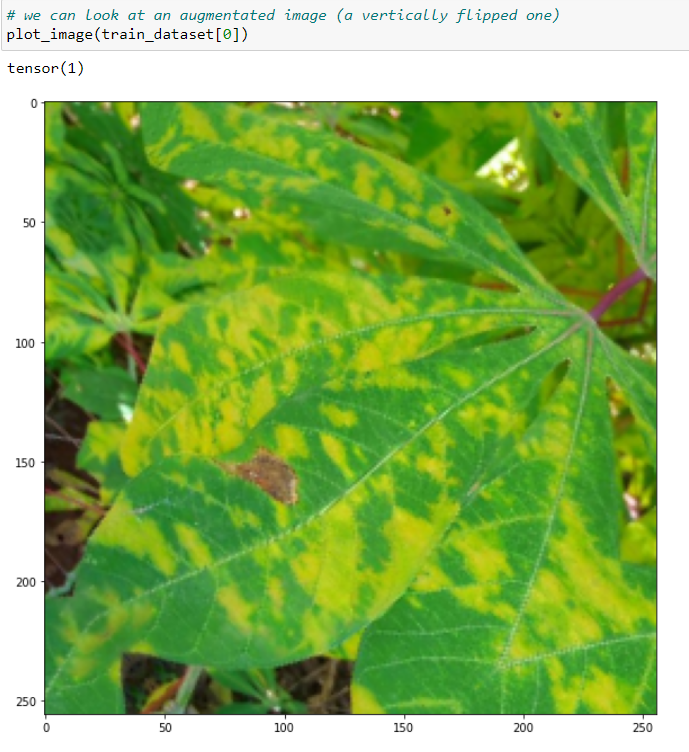 # we can look at an augmentated image (a vertically flipped one)
plot_image(train_dataset[0])
tensor(1)
0
50
100
150
200
250
0 50 100 150 200 250